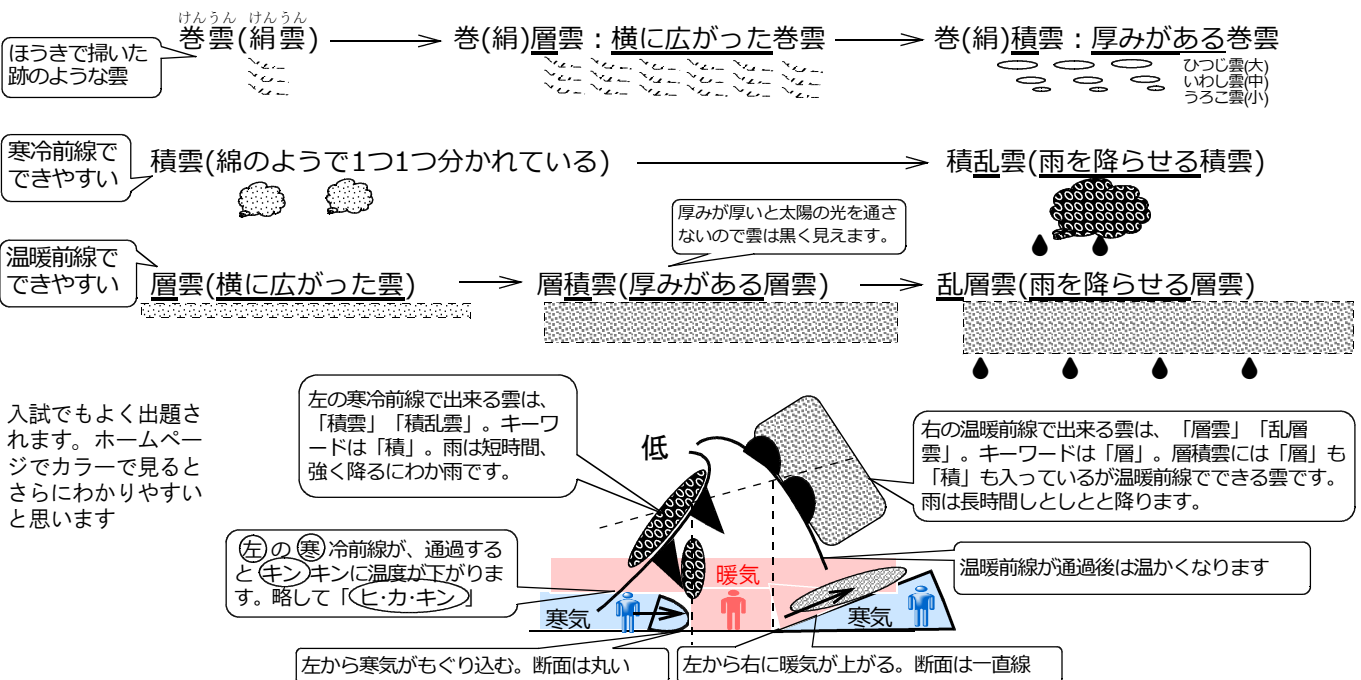 けんうん けんうん
巻雲(絹雲)
巻(絹)層雲：横に広がった巻雲
巻(絹)積雲：厚みがある巻雲
ほうきで掃いた
跡のような雲
ひつじ雲(大)
いわし雲(中)
うろこ雲(小)
寒冷前線で
できやすい
積雲(綿のようで1つ1つ分かれている)
積乱雲(雨を降らせる積雲)
厚みが厚いと太陽の光を通さ
ないので雲は黒く見えます。
温暖前線で
できやすい
層雲(横に広がった雲)
層積雲(厚みがある層雲)
乱層雲(雨を降らせる層雲)
入試でもよく出題さ
れます。ホームペー
ジでカラーで見ると
さらにわかりやすい
と思います
左の寒冷前線で出来る雲は、
「積雲」「積乱雲」。キーワ
ードは「積」。雨は短時間、
強く降るにわか雨です。
低
右の温暖前線で出来る雲は、「層雲」「乱層
雲」。キーワードは「層」。層積雲には「層」も
「積」も入っているが温暖前線でできる雲です。
雨は長時間しとしとと降ります。
左の寒冷前線が、通過する
とキンキンに温度が下がりま
す。略して「ヒ・カ・キン」
暖気
寒気
寒気
温暖前線が通過後は温かくなります
左から寒気がもぐり込む。断面は丸い
左から右に暖気が上がる。断面は一直線